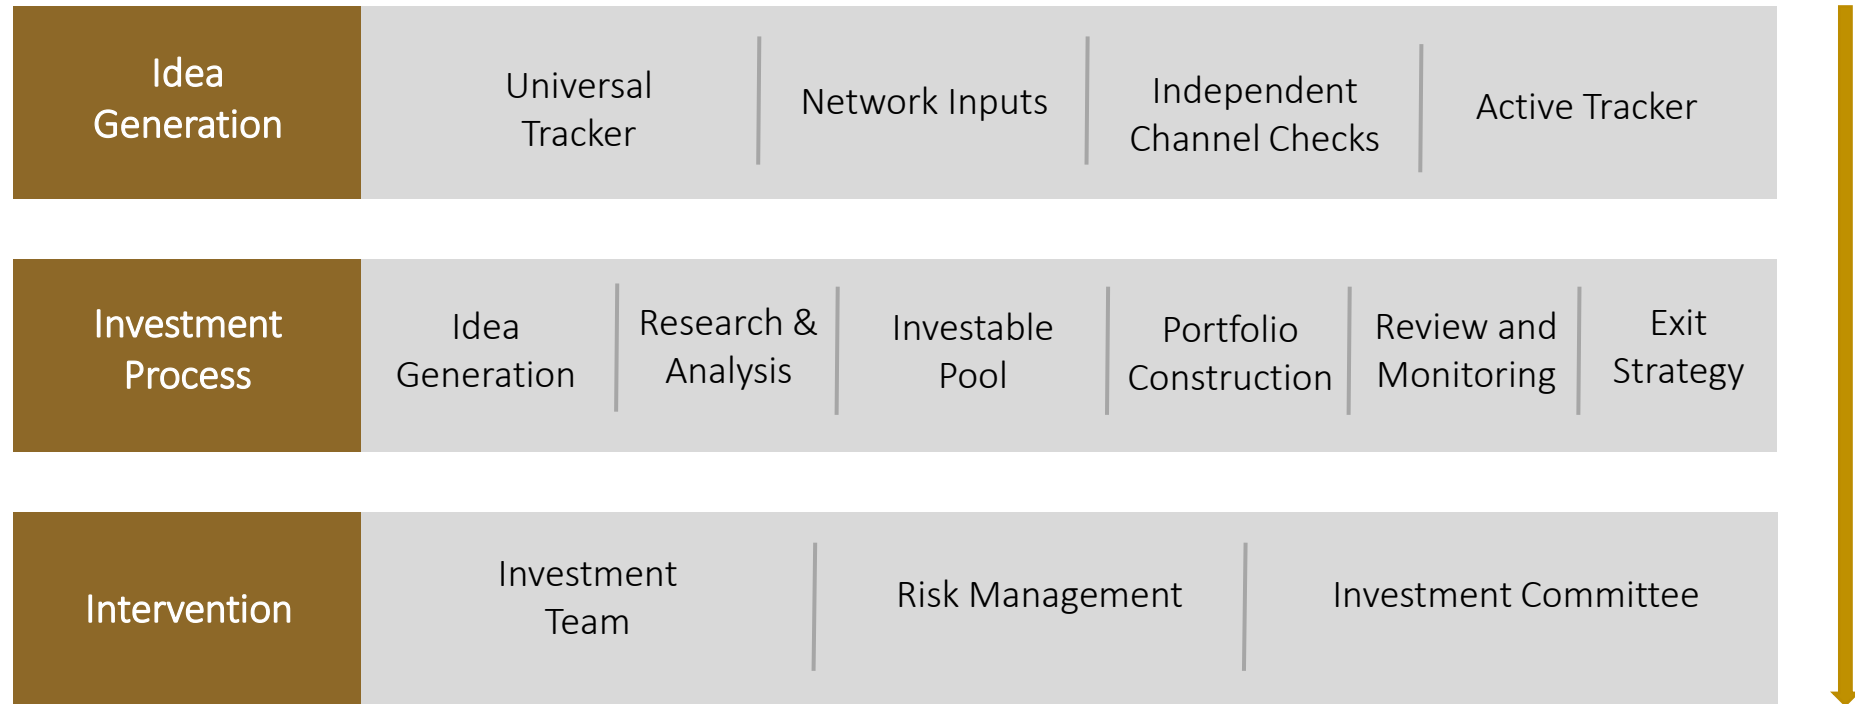 Idea
Generation
Universal
Tracker
Network Inputs
Independent
Channel Checks
Active Tracker
Investment
Process
Idea
Generation
Research &
Analysis
Investable
Pool
Portfolio
Construction
Review and
Monitoring
Exit
Strategy
Intervention
Investment
Team
Risk Management
Investment Committee